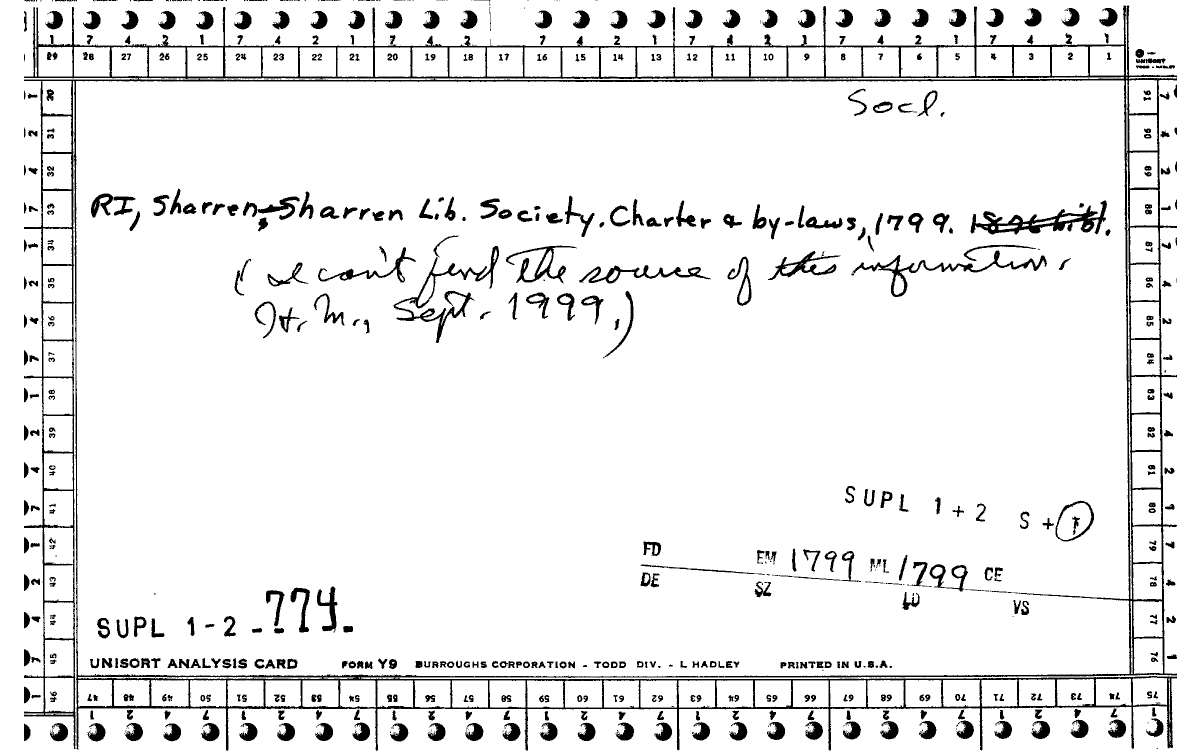 7 4 2 1 7 4 2 1 7 4 2 7 4 2 1 7 4 2 1 7 4 2 1 7 4 2 1
29 28 27 26 25 24 23 22 21 20 19 18 17 16 15 14 13 12 11 10 9 8 7 6 5 4 3 2 1
UNISORT
TODD - HADLEY
Socl.
RI, Sharren, Sharren Lib. Society. Charter & by-laws, 1799. 1876 bibl.
(I can't find the source of this information.
H. M., Sept. 1999.)
SUPL 1+2 S + F
FD EM 1799 ML 1799 CE
DE SZ LD VS
SUPL 1-2 -774-
UNISORT ANALYSIS CARD FORM Y9 BURROUGHS CORPORATION - TODD DIV. - L HADLEY PRINTED IN U.S.A.
30 31 32 33 34 35 36 37 38 39 40 41 42 43 44 45 46
91 90 89 88 87 86 85 84 83 82 81 80 79 78 77 76
47 48 49 50 51 52 53 54 55 56 57 58 59 60 61 62 63 64 65 66 67 68 69 70 71 72 73 74 75